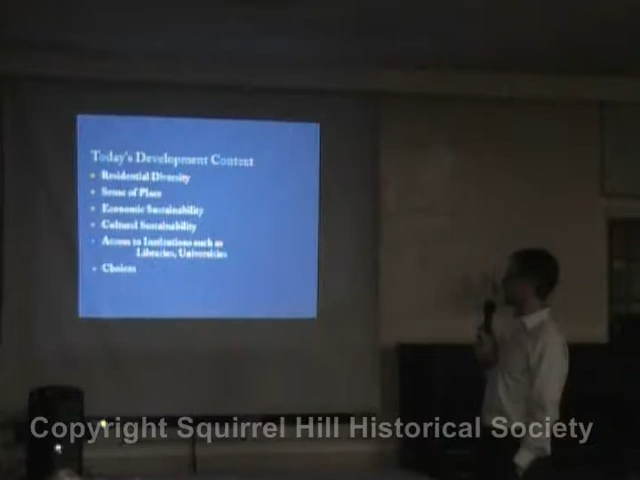 Today's Development Context
Residential Diversity
Sense of Place
Economic Sustainability
Cultural Sustainability
Access to Institutions such as
Libraries, Universities
Choices
Copyright Squirrel Hill Historical Society